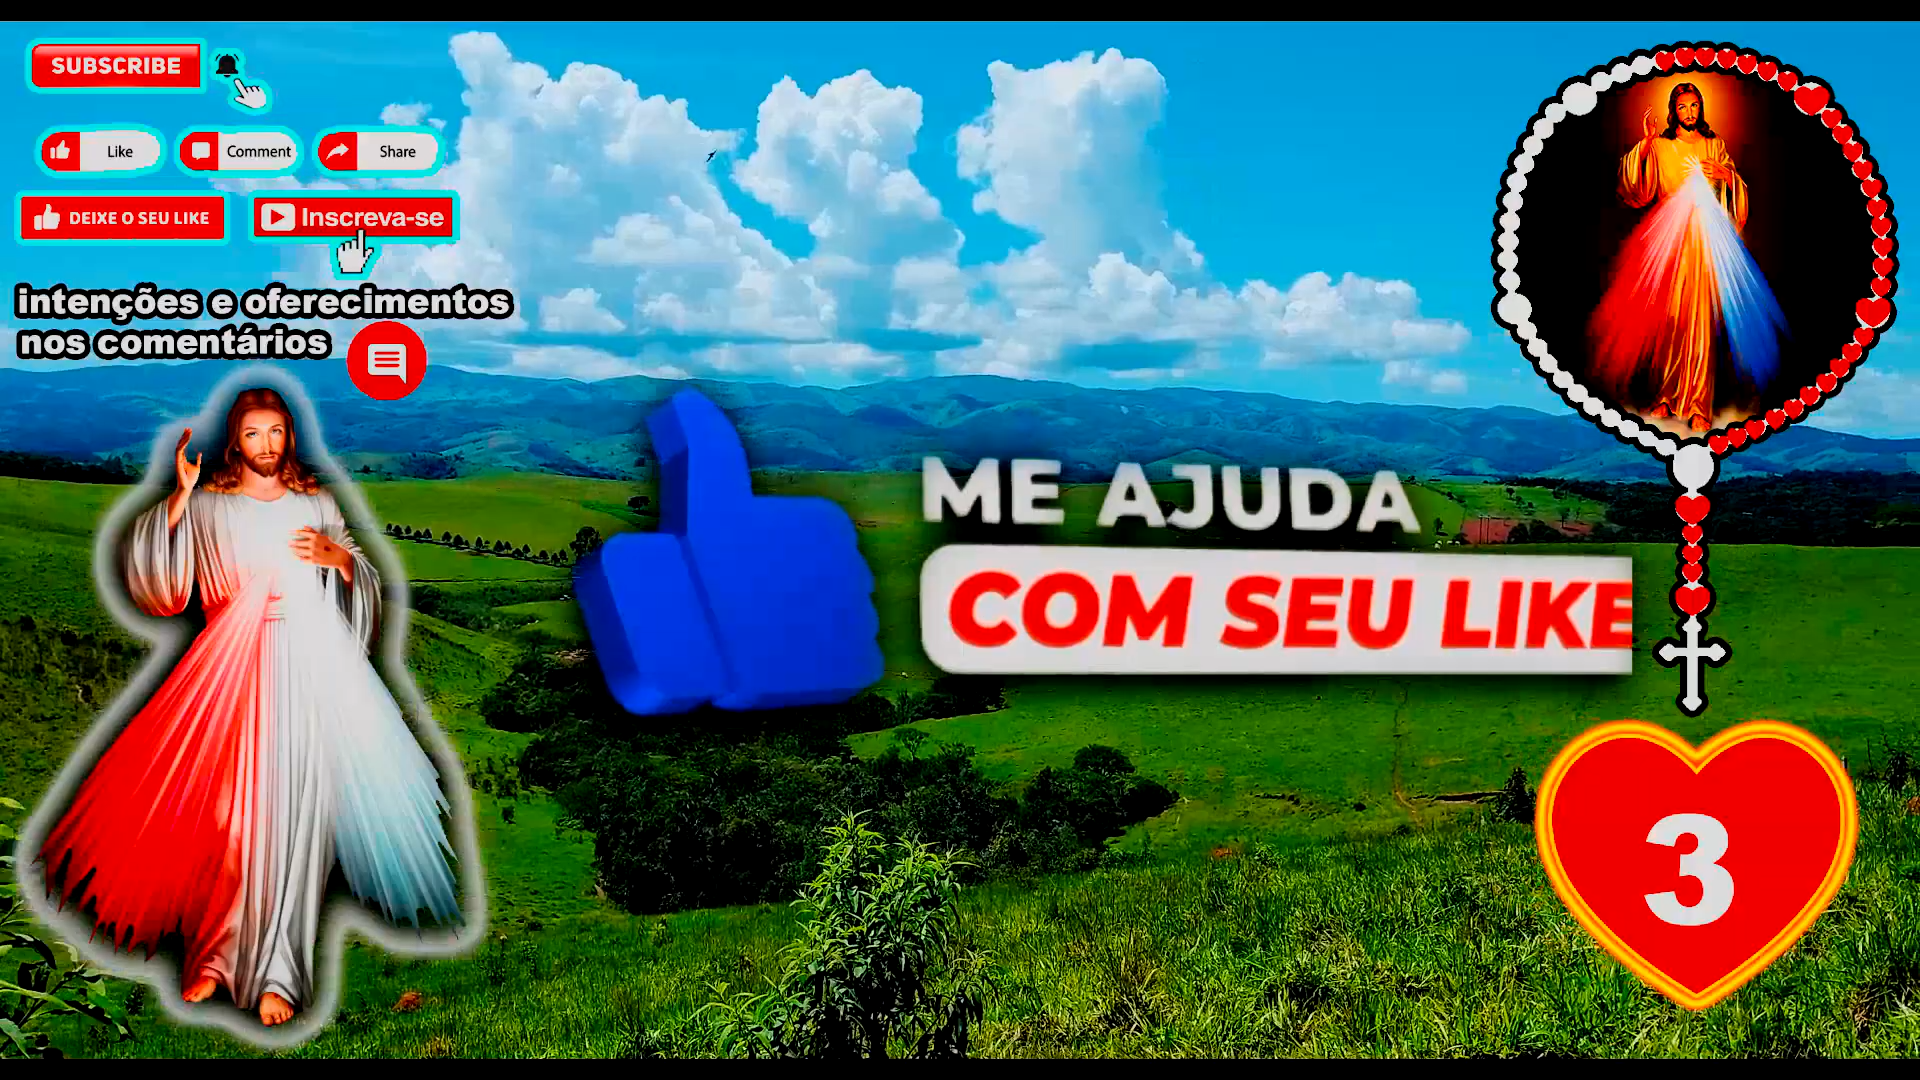 SUBSCRIBE
Like
Comment
Share
DEIXE O SEU LIKE
Inscreva-se
intenções e oferecimentos
nos comentários
ME AJUDA
COM SEU LIKE
3